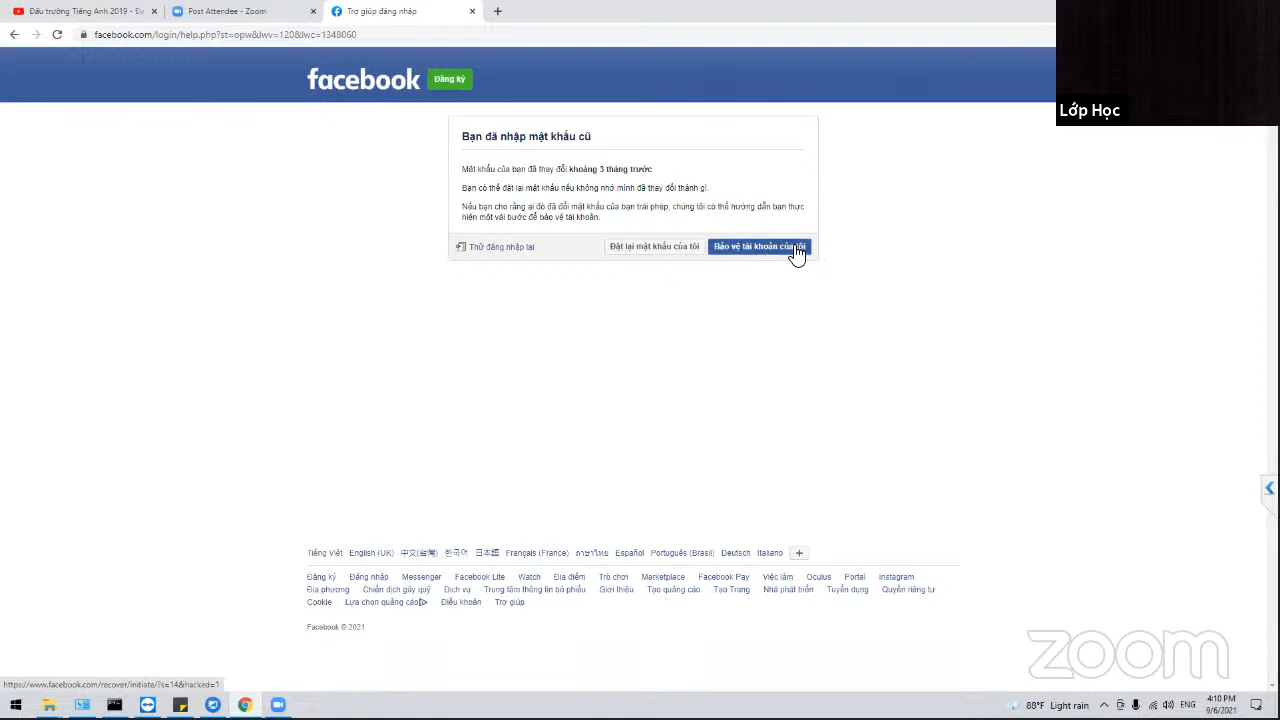 Đấu trường Tiếng Anh 2019 - Đề
Post Attendee - Zoom
Trợ giúp đăng nhập
facebook.com/login/help.php?st=opw&lwv=120&lwc=1348060
Lớp Học
facebook
Đăng ký
Bạn đã nhập mật khẩu cũ
Mật khẩu của bạn đã thay đổi khoảng 3 tháng trước
Bạn có thể đặt lại mật khẩu nếu không nhớ mình đã thay đổi thành gì.
Nếu bạn cho rằng ai đó đã đổi mật khẩu của bạn trái phép, chúng tôi có thể hướng dẫn bạn thực
hiện một vài bước để bảo vệ tài khoản.
Thử đăng nhập lại
Đặt lại mật khẩu của tôi
Bảo vệ tài khoản của tôi
Tiếng Việt English (UK) 中文(台灣) 한국어 日本語 Français (France) ภาษาไทย Español Português (Brasil) Deutsch Italiano
Đăng ký Đăng nhập Messenger Facebook Lite Watch Địa điểm Trò chơi Marketplace Facebook Pay Việc làm Oculus Portal Instagram
Địa phương Chiến dịch gây quỹ Dịch vụ Trung tâm thông tin bỏ phiếu Giới thiệu Tạo quảng cáo Tạo Trang Nhà phát triển Tuyển dụng Quyền riêng tư
Cookie Lựa chọn quảng cáo Điều khoản Trợ giúp
Facebook © 2021
zoom
https://www.facebook.com/recover/initiate/?s=14&hacked=1
88°F Light rain
ENG
4:10 PM
9/6/2021